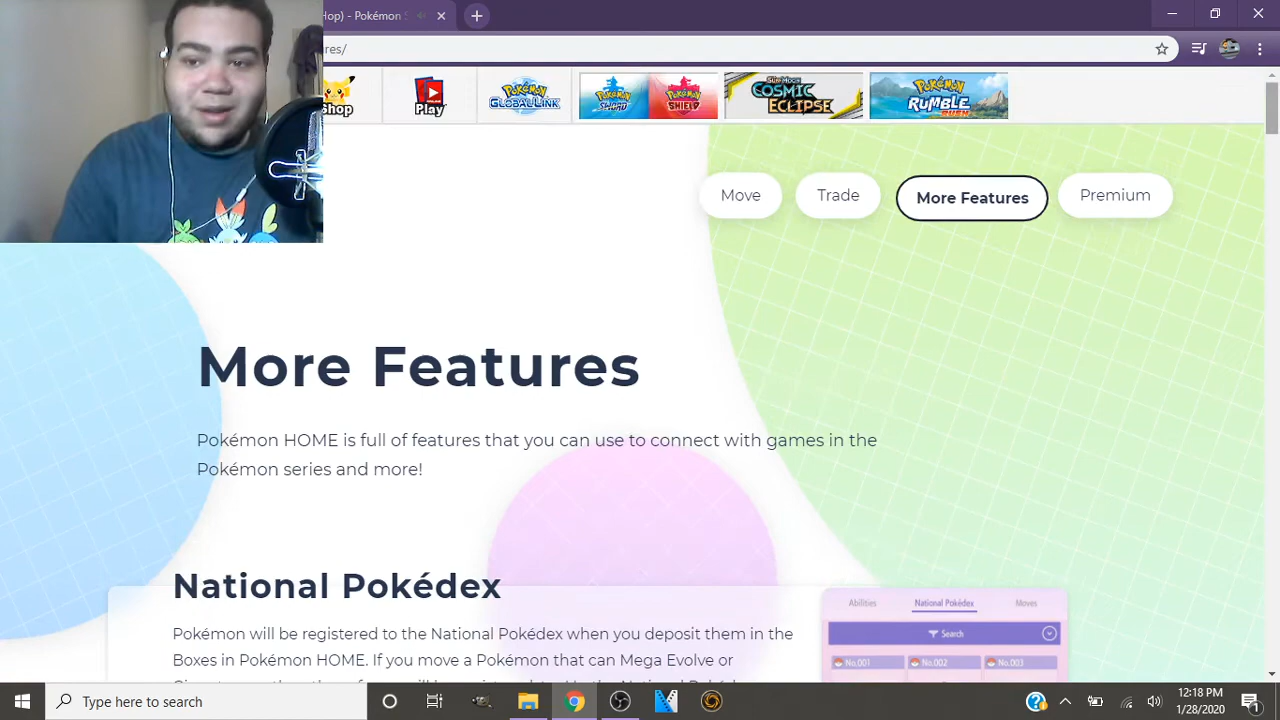 Hop) - Pokémon S
res/
Shop
Play
Pokémon
GLOBAL LINK
Pokémon
SWORD
Pokémon
SHIELD
SUN & MOON
COSMIC
ECLIPSE
Pokémon
RUMBLE
RUSH
Move
Trade
More Features
Premium
More Features
Pokémon HOME is full of features that you can use to connect with games in the
Pokémon series and more!
National Pokédex
Pokémon will be registered to the National Pokédex when you deposit them in the
Boxes in Pokémon HOME. If you move a Pokémon that can Mega Evolve or
Abilities
National Pokédex
Moves
Search
No.001
No.002
No.003
Type here to search
12:18 PM
1/28/2020
1